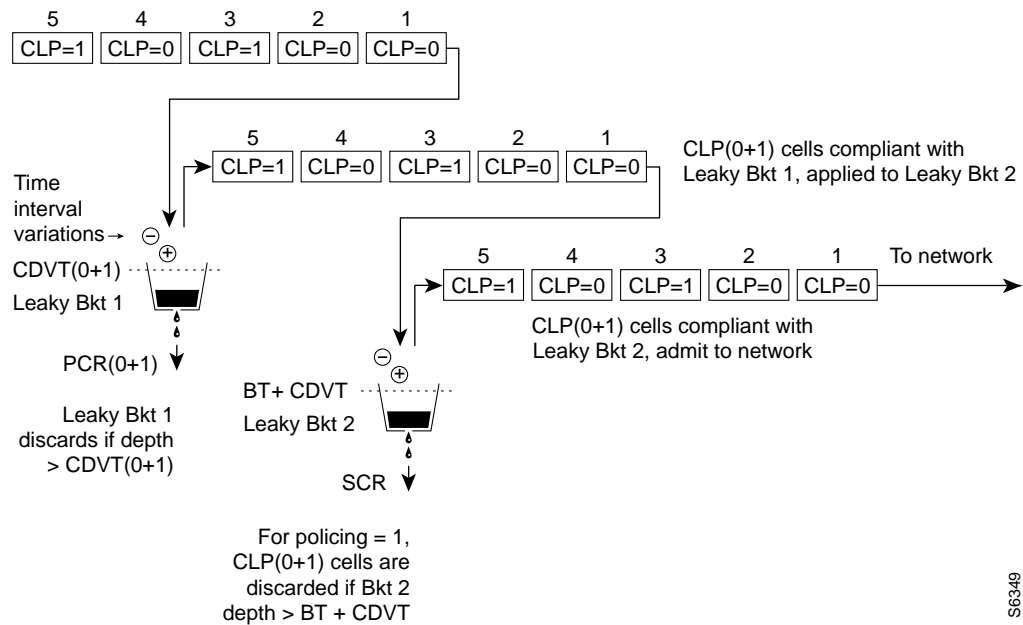 5 4 3 2 1
CLP=1 CLP=0 CLP=1 CLP=0 CLP=0
5 4 3 2 1
CLP=1 CLP=0 CLP=1 CLP=0 CLP=0
CLP(0+1) cells compliant with
Leaky Bkt 1, applied to Leaky Bkt 2
Time
interval
variations→
− +
CDVT(0+1)
Leaky Bkt 1
PCR(0+1)
Leaky Bkt 1
discards if depth
> CDVT(0+1)
5 4 3 2 1
CLP=1 CLP=0 CLP=1 CLP=0 CLP=0
To network
CLP(0+1) cells compliant with
Leaky Bkt 2, admit to network
− +
BT+ CDVT
Leaky Bkt 2
SCR
For policing = 1,
CLP(0+1) cells are
discarded if Bkt 2
depth > BT + CDVT
S6349